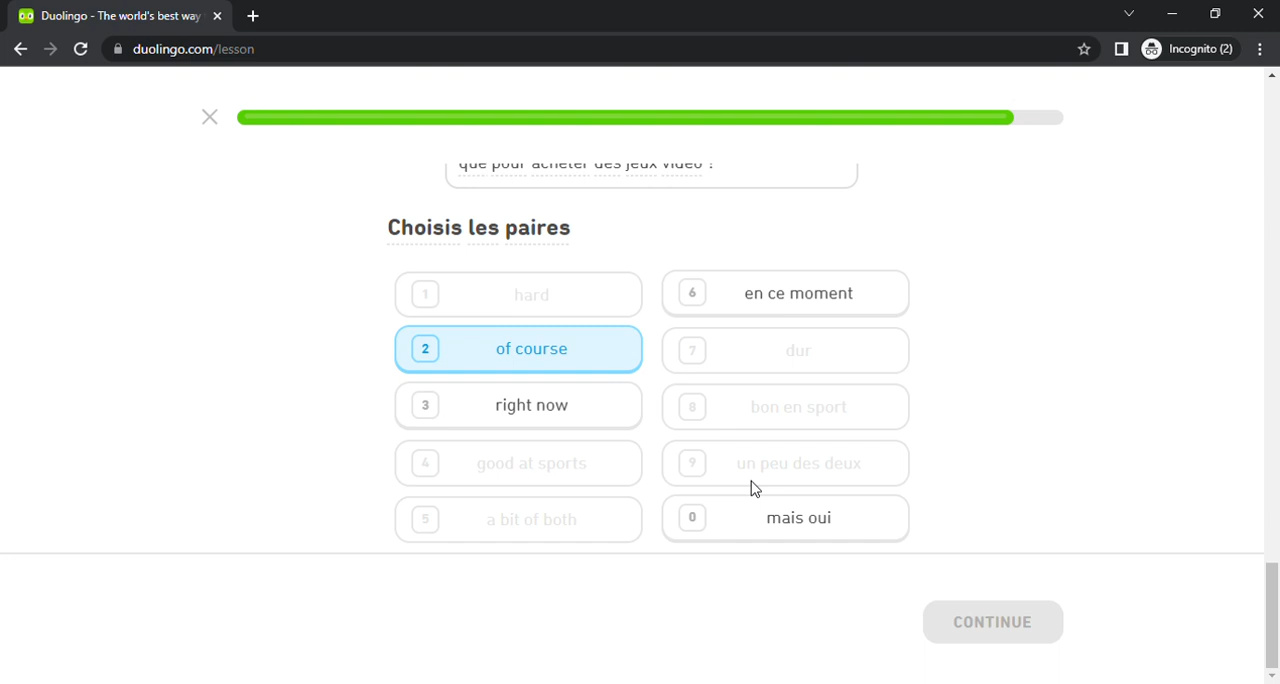 Duolingo - The world's best way
duolingo.com/lesson
Incognito (2)
que pour acheter des jeux vidéo ?
Choisis les paires
1 hard
6 en ce moment
2 of course
7 dur
3 right now
8 bon en sport
4 good at sports
9 un peu des deux
5 a bit of both
0 mais oui
CONTINUE